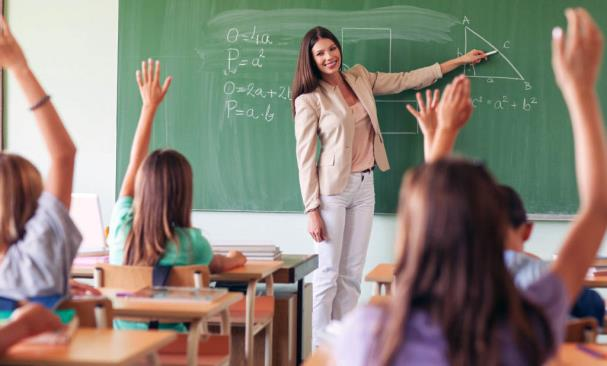 O=4a
P=a²
O=2a+2b
P=a·b
A
b
c
a
B
c²=a²+b²